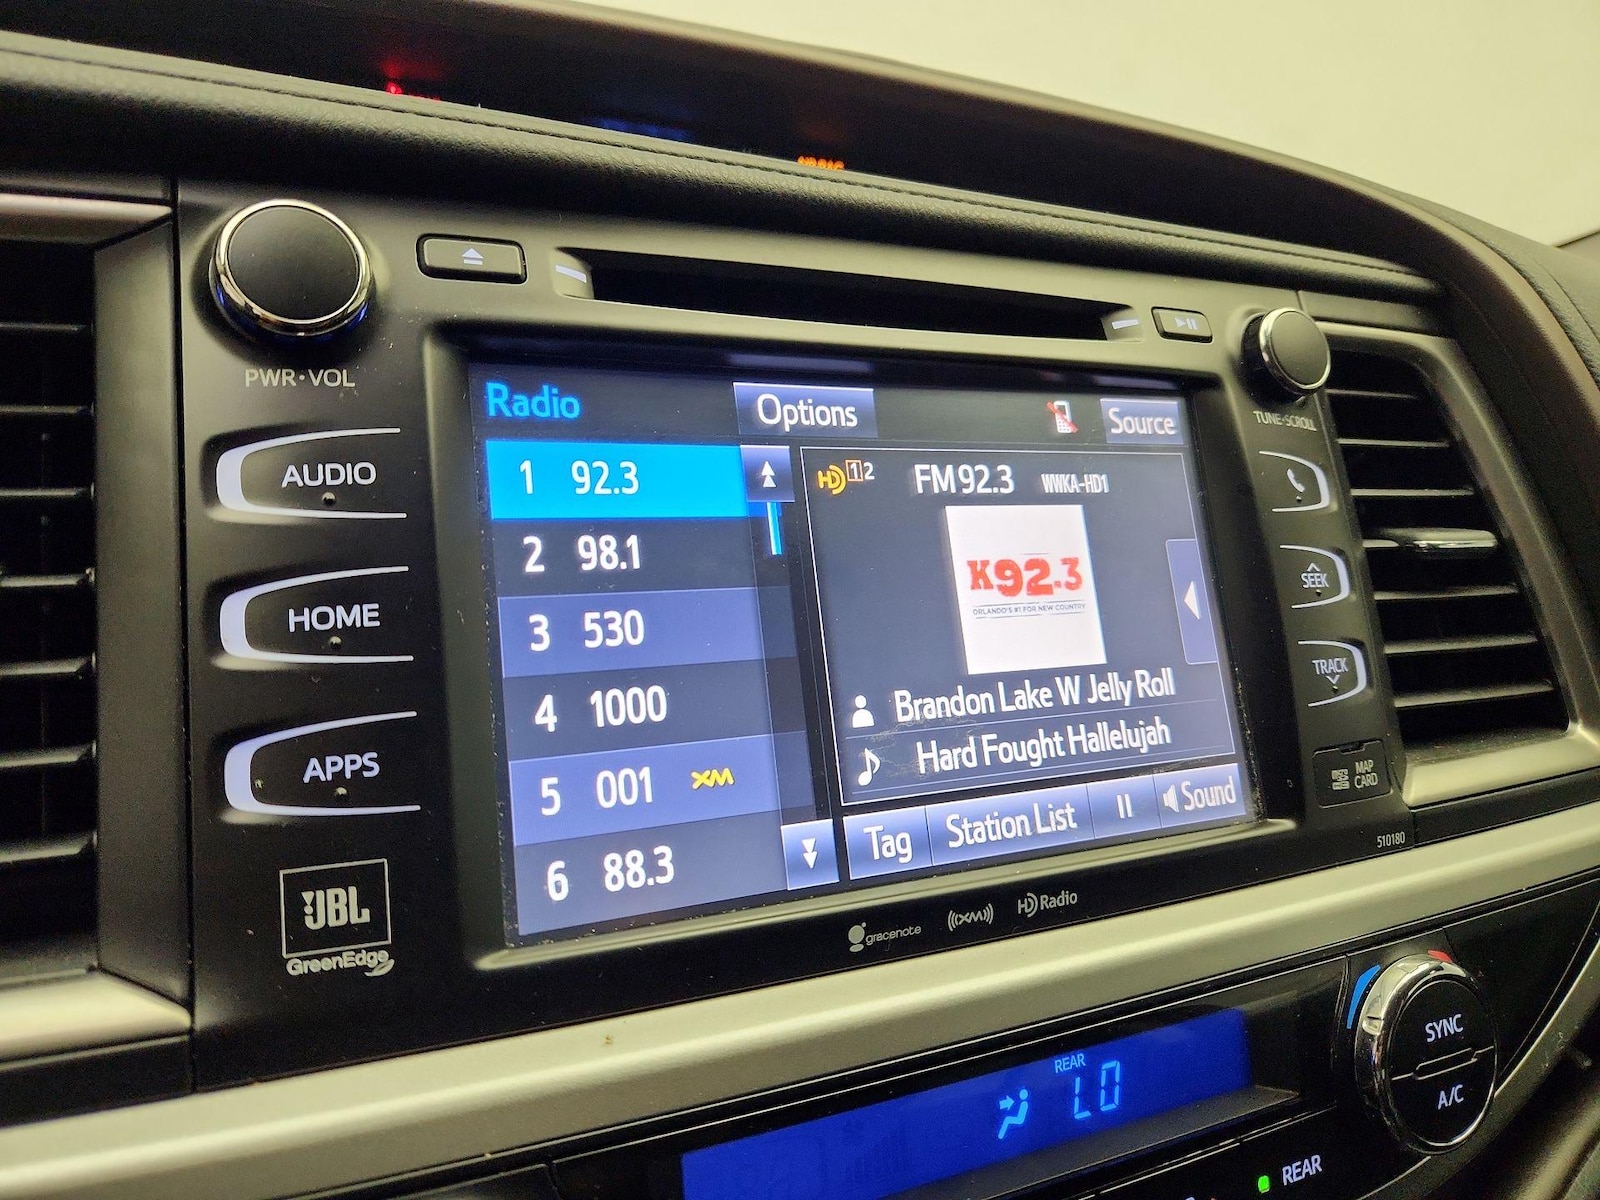 PWR•VOL
AUDIO
HOME
APPS
JBL
GreenEdge
Radio
Options
Source
1 92.3
2 98.1
3 530
4 1000
5 001 XM
6 88.3
HD 1 2
FM 92.3
WWKA-HD1
K92.3
ORLANDO'S #1 FOR NEW COUNTRY
Brandon Lake W Jelly Roll
Hard Fought Hallelujah
Tag
Station List
Sound
gracenote
((XM))
HD Radio
TUNE•SCROLL
SEEK
TRACK
MAP
CARD
510180
REAR
LO
SYNC
A/C
REAR